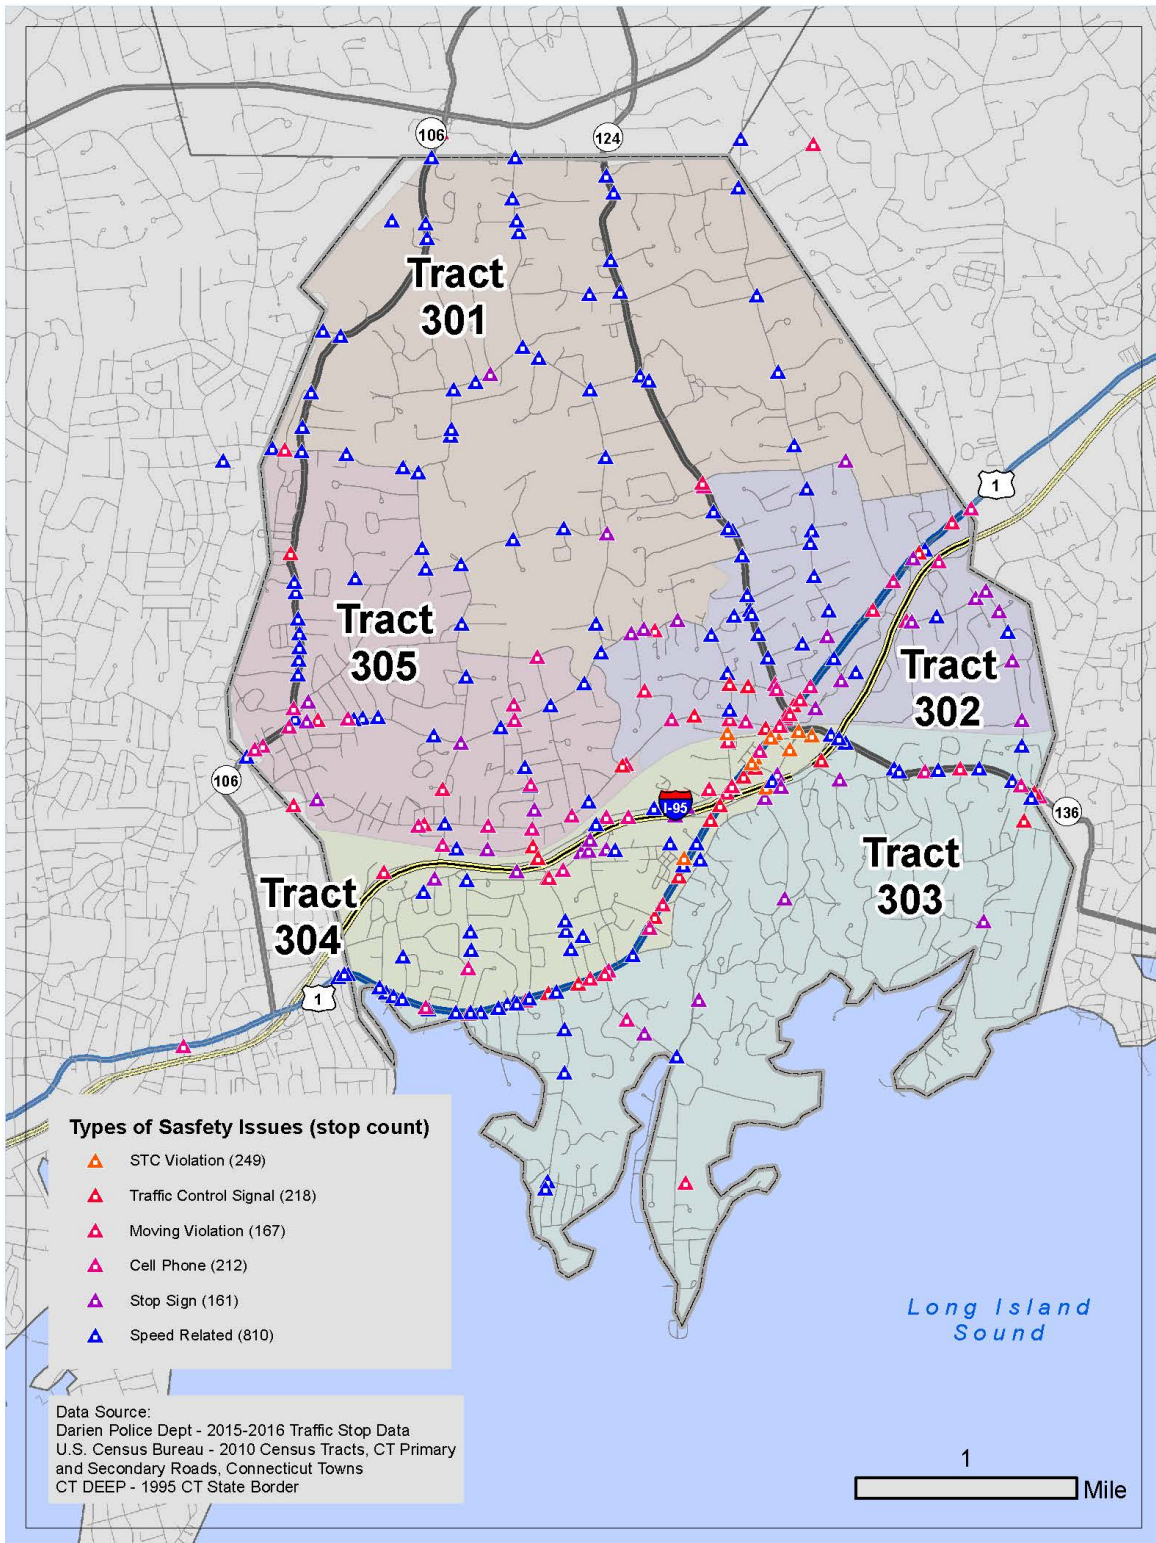 106
124
Tract
301
1
Tract
305
Tract
302
106
I-95
136
Tract
303
Tract
304
1
Types of Sasfety Issues (stop count)
STC Violation (249)
Traffic Control Signal (218)
Moving Violation (167)
Cell Phone (212)
Stop Sign (161)
Speed Related (810)
Long Island
Sound
Data Source:
Darien Police Dept - 2015-2016 Traffic Stop Data
U.S. Census Bureau - 2010 Census Tracts, CT Primary
and Secondary Roads, Connecticut Towns
CT DEEP - 1995 CT State Border
1
Mile